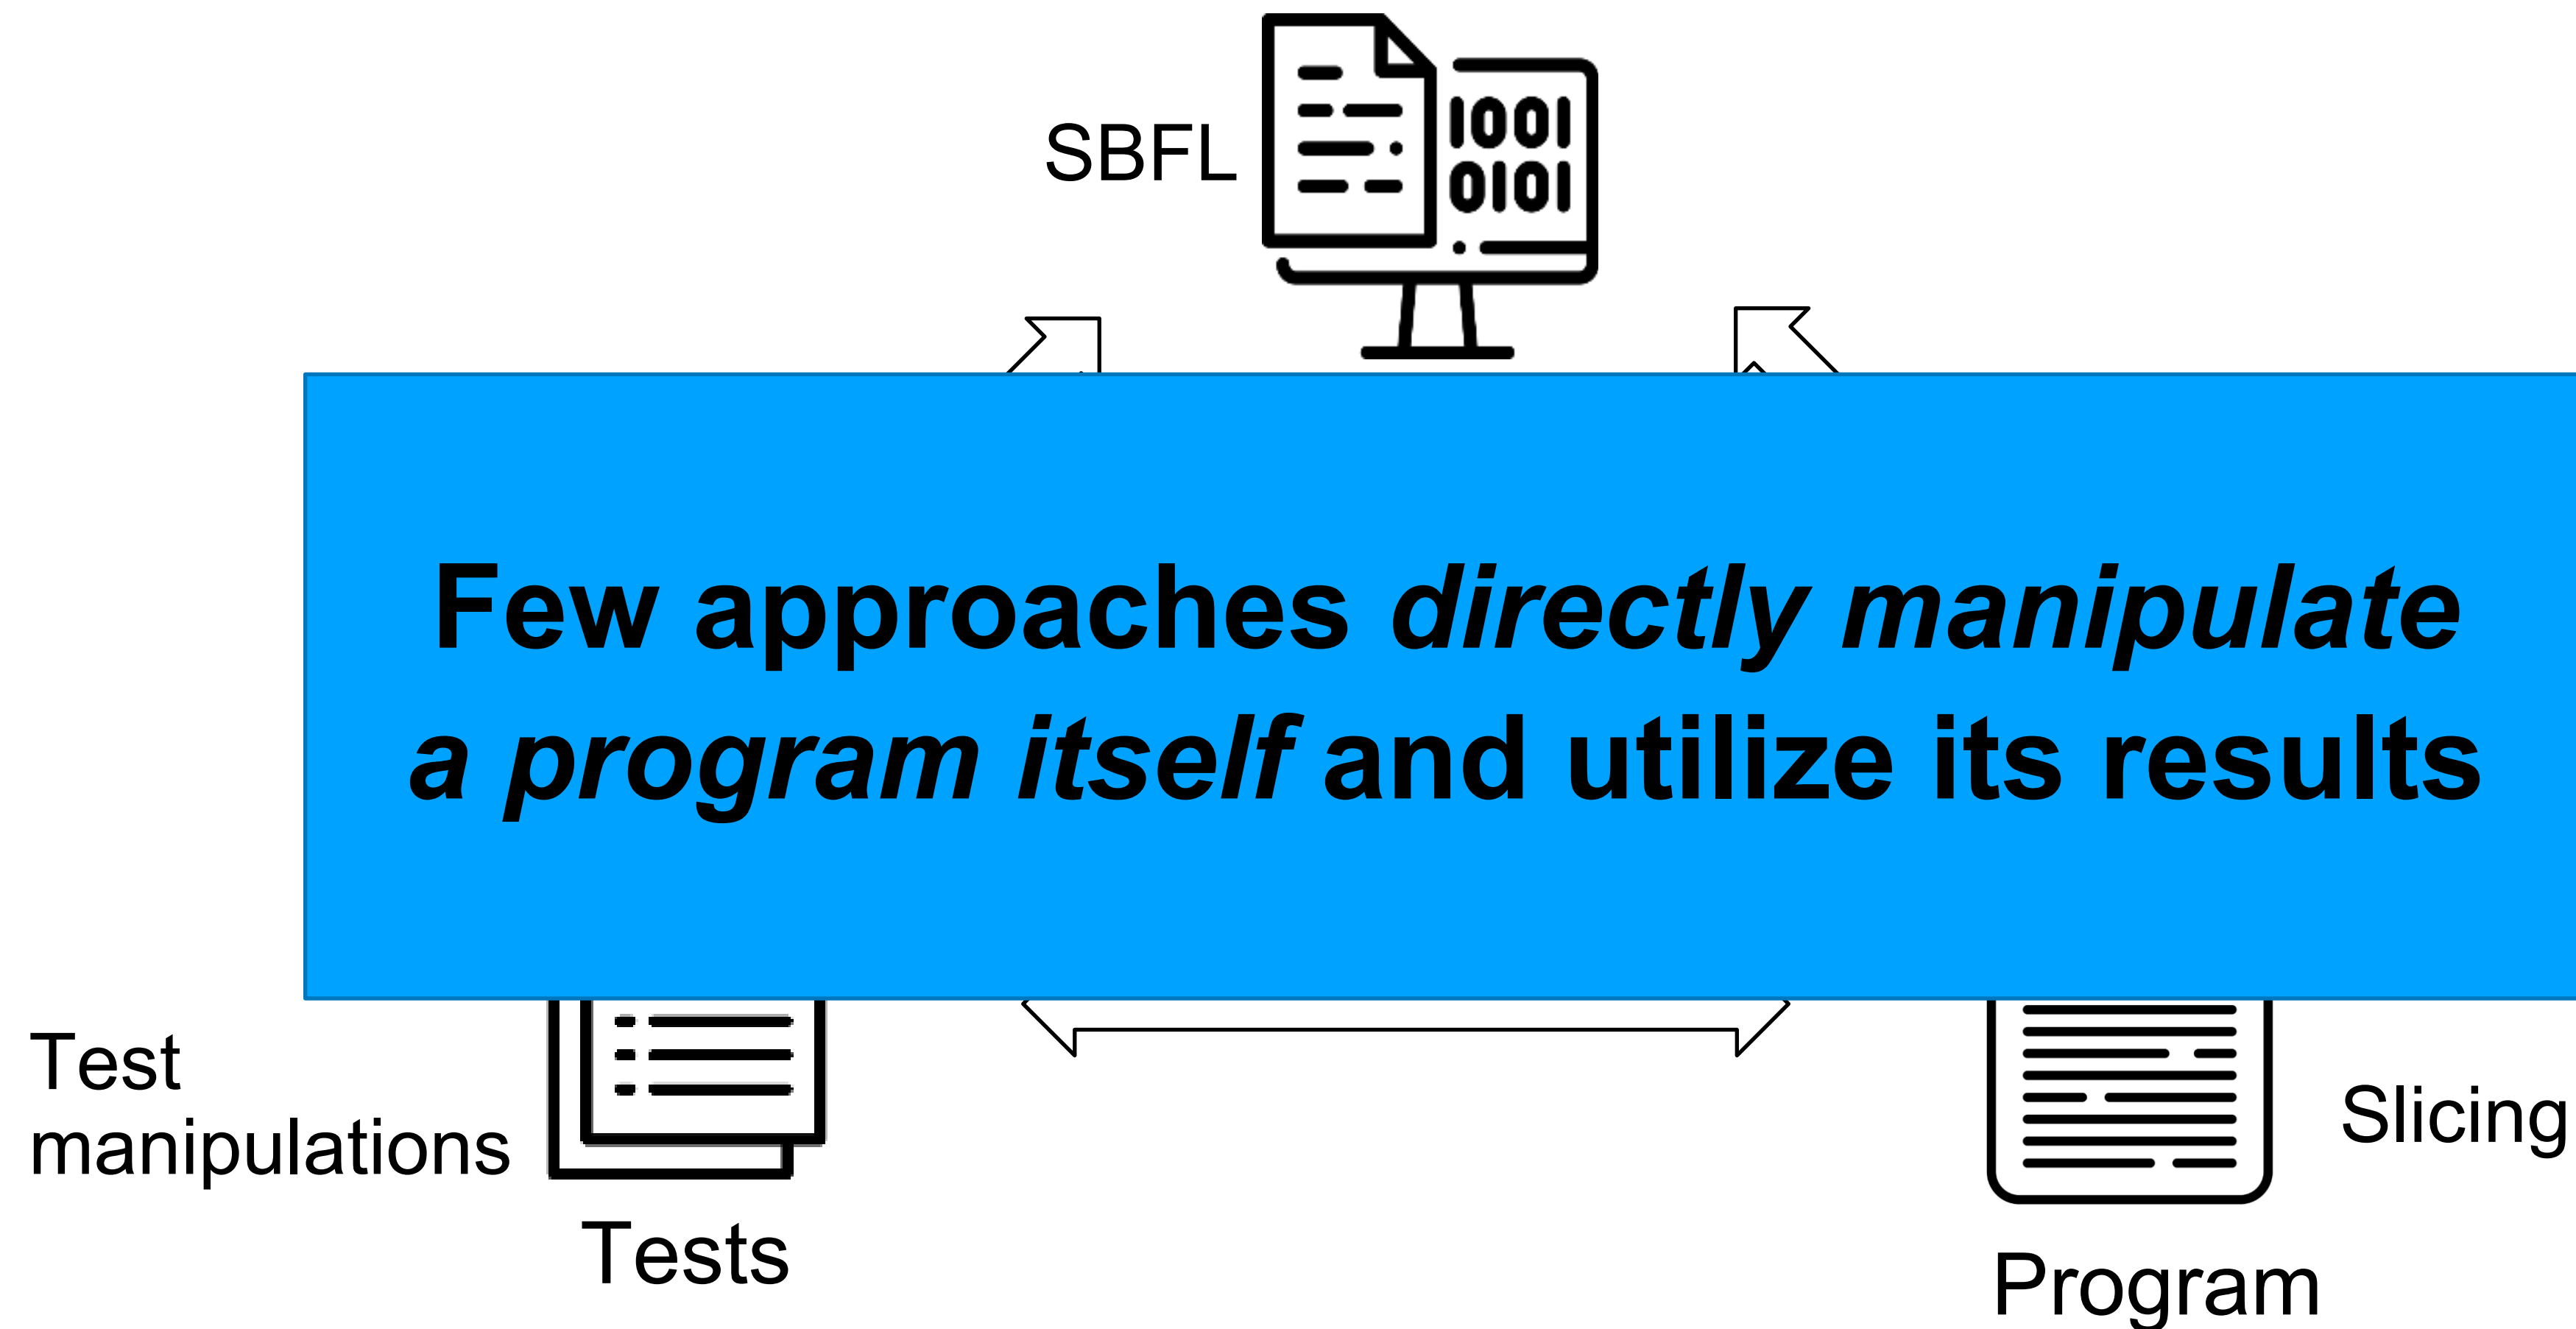 SBFL
1001
0101
Few approaches directly manipulate
a program itself and utilize its results
Test
manipulations
Tests
Slicing
Program